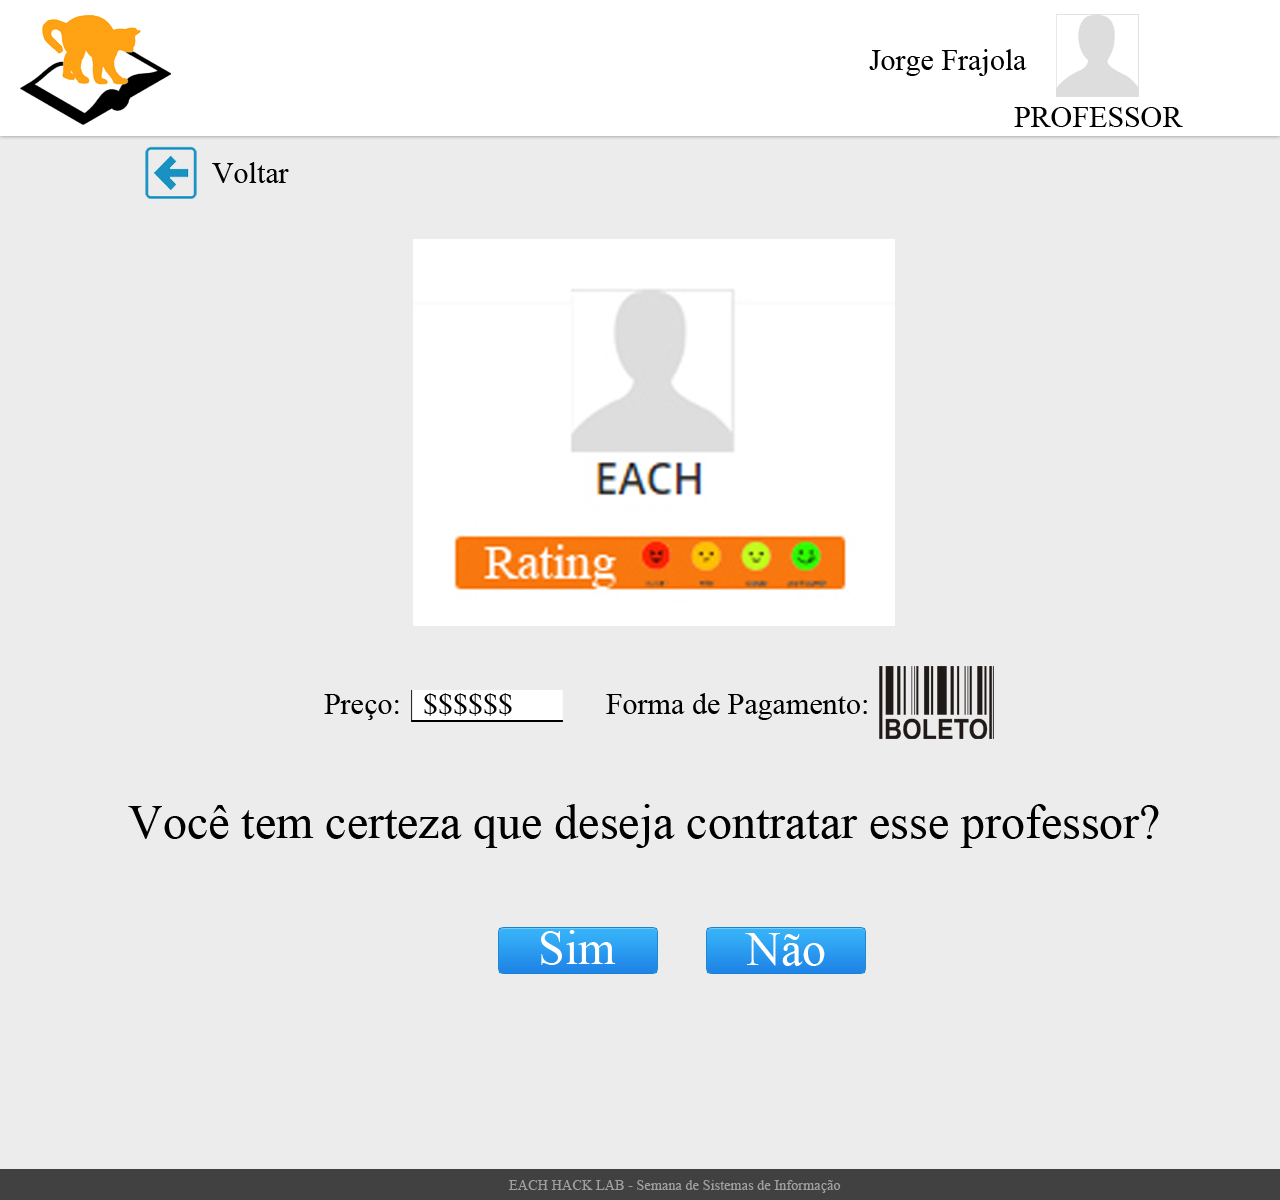 Jorge Frajola
PROFESSOR
Voltar
EACH
Rating
Preço: $$$$$$ Forma de Pagamento: BOLETO
Você tem certeza que deseja contratar esse professor?
Sim Não
EACH HACK LAB - Semana de Sistemas de Informação